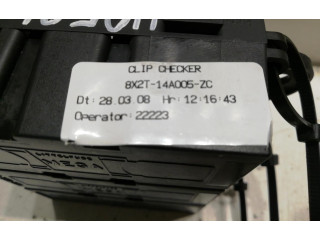 CLIP CHECKER
8X2T-14A005-ZC
Dt: 28.03.08 Hr: 12:16:43
Operator: 22223